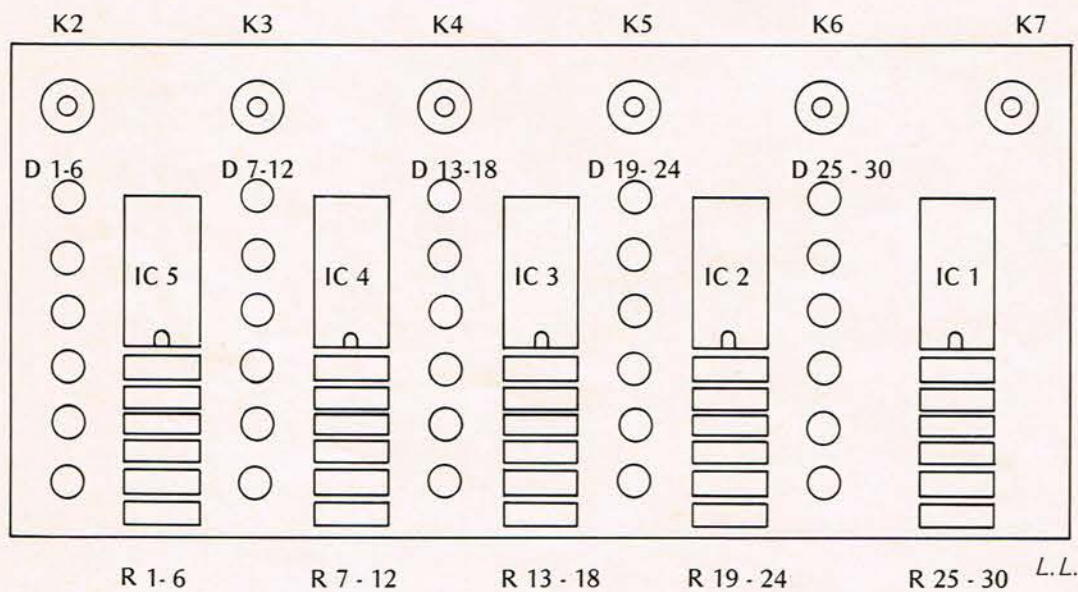 K2 K3 K4 K5 K6 K7
D 1-6 D 7-12 D 13-18 D 19-24 D 25 - 30
IC 5 IC 4 IC 3 IC 2 IC 1
R 1-6 R 7 - 12 R 13 - 18 R 19 - 24 R 25 - 30 L.L.